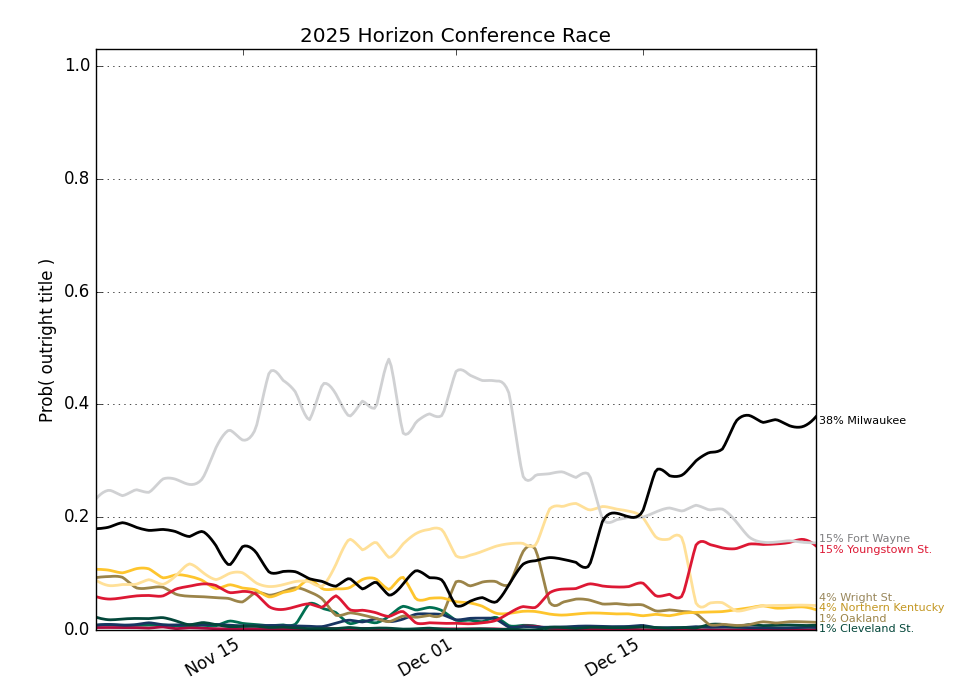 2025 Horizon Conference Race
Prob( outright title )
1.0
0.8
0.6
0.4
0.2
0.0
Nov 15
Dec 01
Dec 15
38% Milwaukee
15% Fort Wayne
15% Youngstown St.
4% Wright St.
4% Northern Kentucky
1% Oakland
1% Cleveland St.